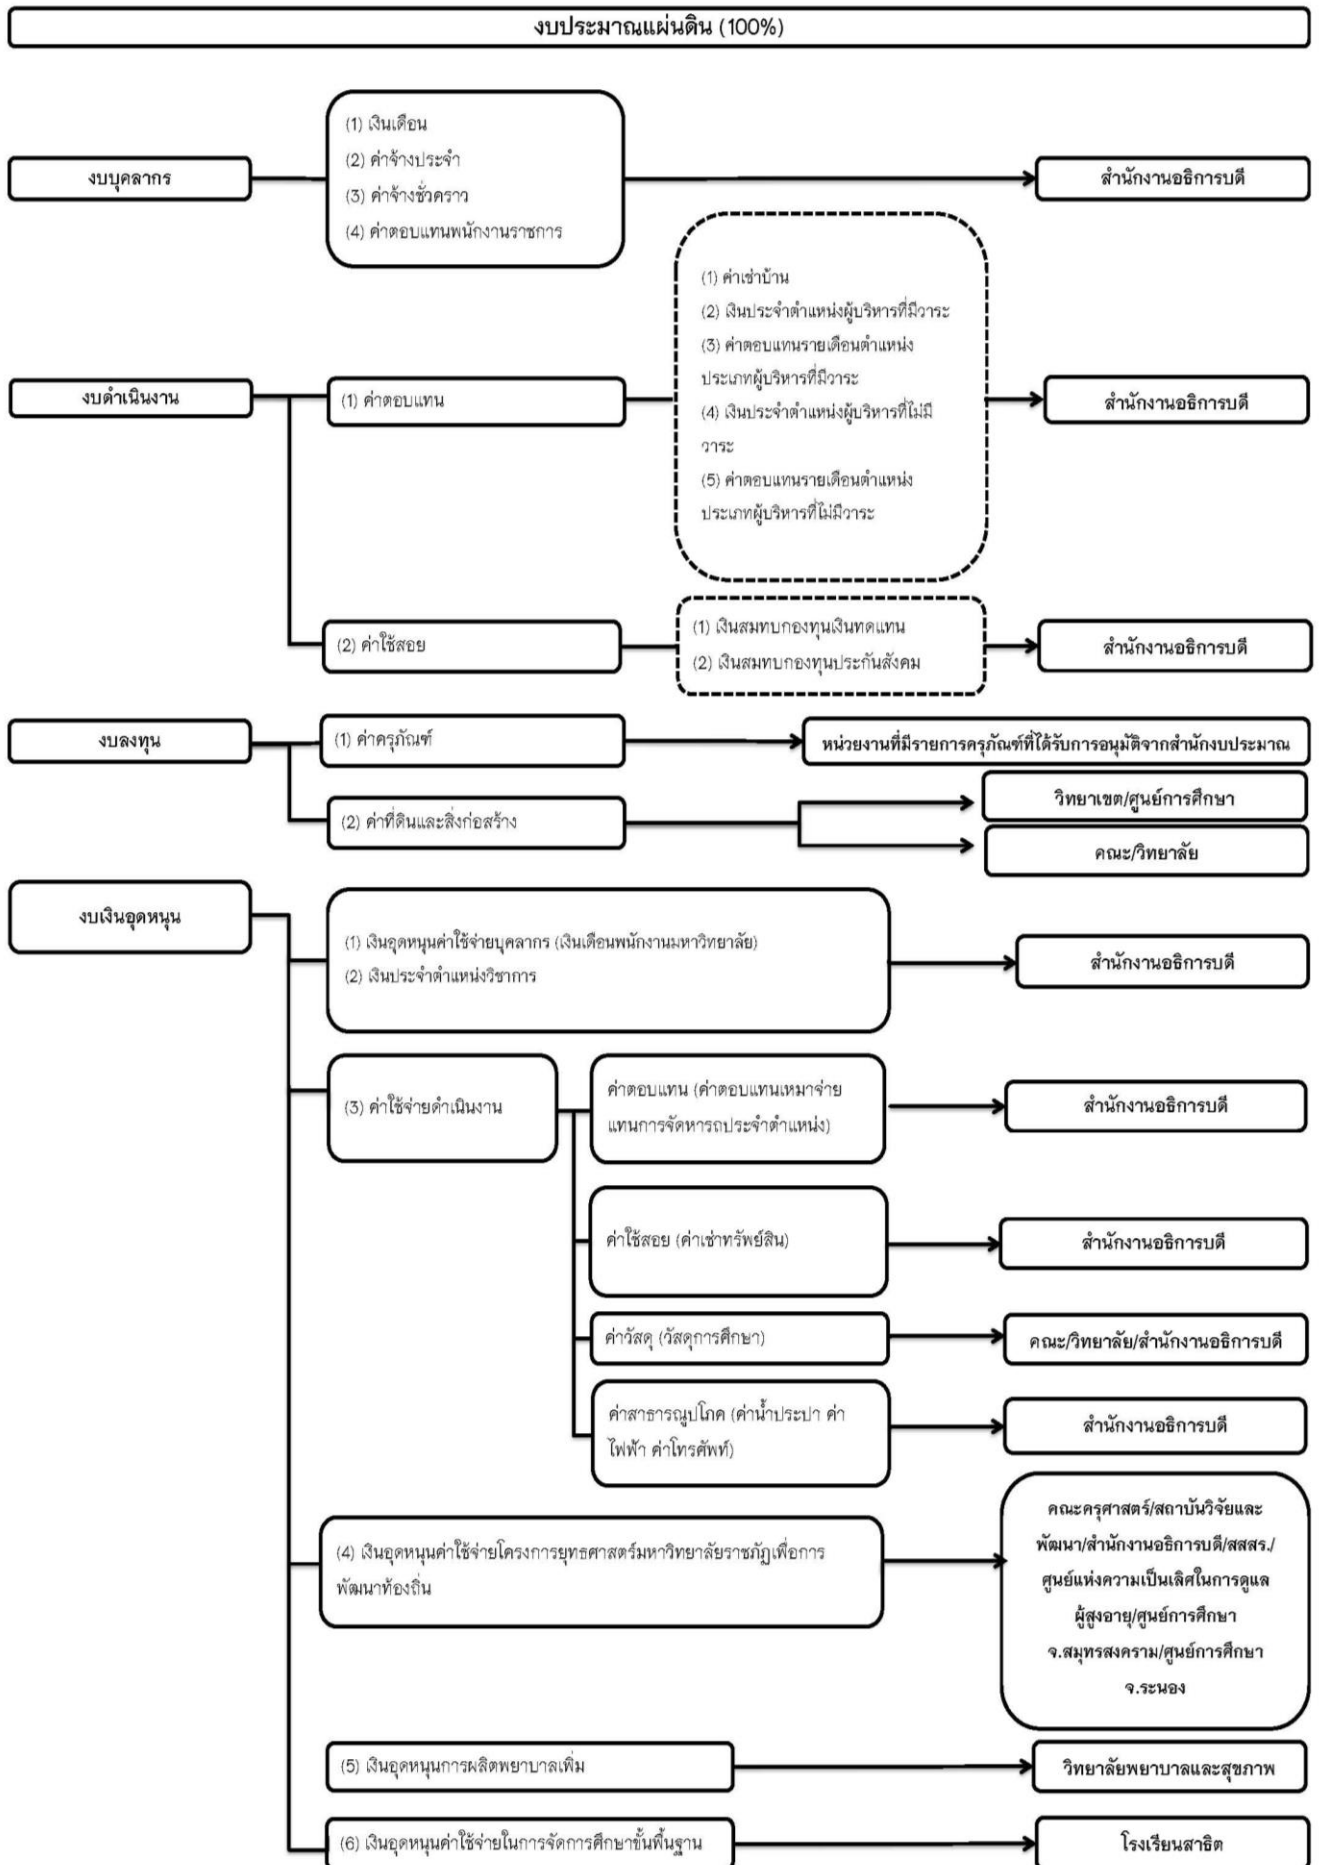 งบประมาณแผ่นดิน (100%)
งบบุคลากร
(1) เงินเดือน
(2) ค่าจ้างประจำ
(3) ค่าจ้างชั่วคราว
(4) ค่าตอบแทนพนักงานราชการ
สำนักงานอธิการบดี
งบดำเนินงาน
(1) ค่าตอบแทน
(1) ค่าเช่าบ้าน
(2) เงินประจำตำแหน่งผู้บริหารที่มีวาระ
(3) ค่าตอบแทนรายเดือนตำแหน่ง
ประเภทผู้บริหารที่มีวาระ
(4) เงินประจำตำแหน่งผู้บริหารที่ไม่มี
วาระ
(5) ค่าตอบแทนรายเดือนตำแหน่ง
ประเภทผู้บริหารที่ไม่มีวาระ
สำนักงานอธิการบดี
(2) ค่าใช้สอย
(1) เงินสมทบกองทุนเงินทดแทน
(2) เงินสมทบกองทุนประกันสังคม
สำนักงานอธิการบดี
งบลงทุน
(1) ค่าครุภัณฑ์
หน่วยงานที่มีรายการครุภัณฑ์ที่ได้รับการอนุมัติจากสำนักงบประมาณ
(2) ค่าที่ดินและสิ่งก่อสร้าง
วิทยาเขต/ศูนย์การศึกษา
คณะ/วิทยาลัย
งบเงินอุดหนุน
(1) เงินอุดหนุนค่าใช้จ่ายบุคลากร (เงินเดือนพนักงานมหาวิทยาลัย)
(2) เงินประจำตำแหน่งวิชาการ
สำนักงานอธิการบดี
(3) ค่าใช้จ่ายดำเนินงาน
ค่าตอบแทน (ค่าตอบแทนเหมาจ่าย
แทนการจัดหารถประจำตำแหน่ง)
สำนักงานอธิการบดี
ค่าใช้สอย (ค่าเช่าทรัพย์สิน)
สำนักงานอธิการบดี
ค่าวัสดุ (วัสดุการศึกษา)
คณะ/วิทยาลัย/สำนักงานอธิการบดี
ค่าสาธารณูปโภค (ค่าน้ำประปา ค่า
ไฟฟ้า ค่าโทรศัพท์)
สำนักงานอธิการบดี
(4) เงินอุดหนุนค่าใช้จ่ายโครงการยุทธศาสตร์มหาวิทยาลัยราชภัฏเพื่อการ
พัฒนาท้องถิ่น
คณะครุศาสตร์/สถาบันวิจัยและ
พัฒนา/สำนักงานอธิการบดี/สสสร./
ศูนย์แห่งความเป็นเลิศในการดูแล
ผู้สูงอายุ/ศูนย์การศึกษา
จ.สมุทรสงคราม/ศูนย์การศึกษา
จ.ระนอง
(5) เงินอุดหนุนการผลิตพยาบาลเพิ่ม
วิทยาลัยพยาบาลและสุขภาพ
(6) เงินอุดหนุนค่าใช้จ่ายในการจัดการศึกษาขั้นพื้นฐาน
โรงเรียนสาธิต